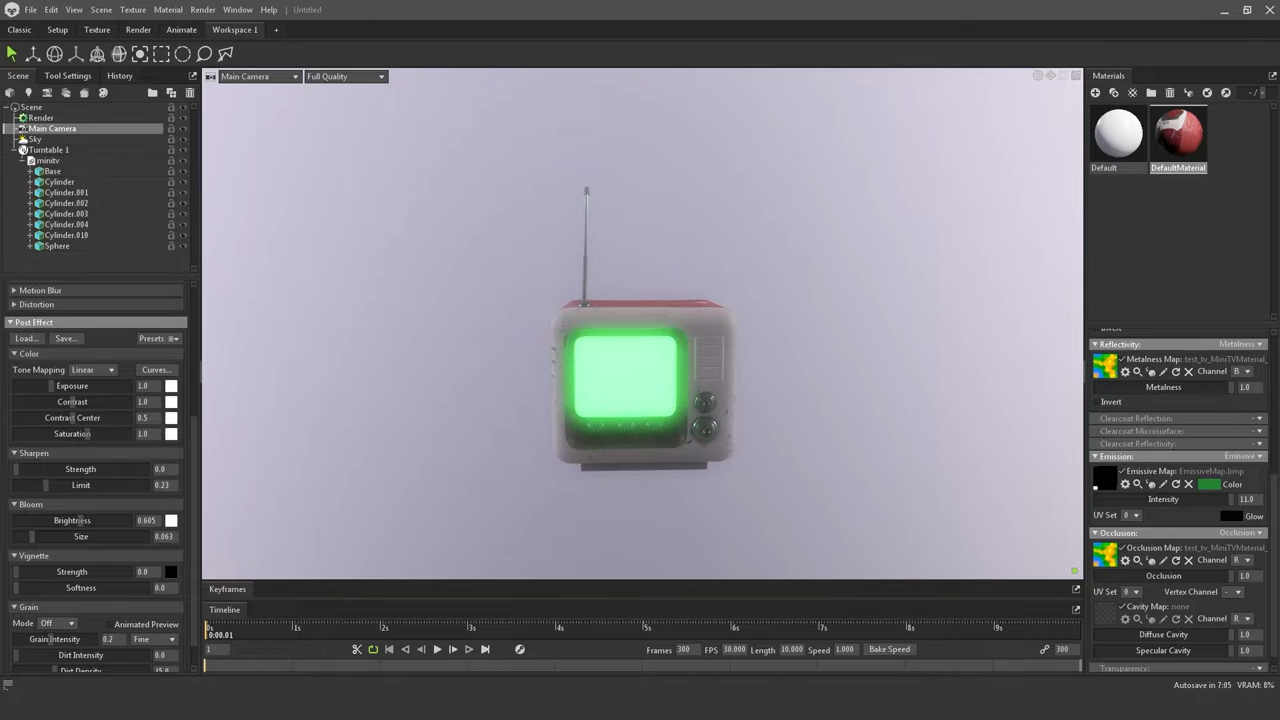 File Edit View Scene Texture Material Render Window Help Untitled
Classic Setup Texture Render Animate Workspace 1 +
Scene Tool Settings History
Main Camera Full Quality
Materials
Scene
Render
Main Camera
Sky
Turntable 1
minitv
Base
Cylinder
Cylinder.001
Cylinder.002
Cylinder.003
Cylinder.004
Cylinder.010
Sphere
Default DefaultMaterial
Motion Blur
Distortion
Post Effect
Load... Save... Presets
Color
Tone Mapping Linear Curves...
Exposure 1.0
Contrast 1.0
Contrast Center 0.5
Saturation 1.0
Sharpen
Strength 0.0
Limit 0.23
Bloom
Brightness 0.605
Size 0.063
Vignette
Strength 0.0
Softness 0.0
Grain
Mode Off Animated Preview
Grain Intensity 0.2 Fine
Dirt Intensity 0.0
Dirt Density 15.0
Invert
Reflectivity: Metalness
Metalness Map: test_tv_MiniTVMaterial_
Channel B
Metalness 1.0
Invert
Clearcoat Reflection:
Clearcoat Microsurface:
Clearcoat Reflectivity:
Emission: Emissive
Emissive Map: EmissiveMap.bmp
Color
Intensity 11.0
UV Set 0 Glow
Occlusion: Occlusion
Occlusion Map: test_tv_MiniTVMaterial_
Channel R
Occlusion 1.0
UV Set 0 Vertex Channel -
Cavity Map: none
Channel R
Diffuse Cavity 1.0
Specular Cavity 1.0
Transparency:
Keyframes
Timeline
0s 1s 2s 3s 4s 5s 6s 7s 8s 9s
0:00.01
1 Frames 300 FPS 30.000 Length 10.000 Speed 1.000 Bake Speed 300
Autosave in 7:05 VRAM: 8%